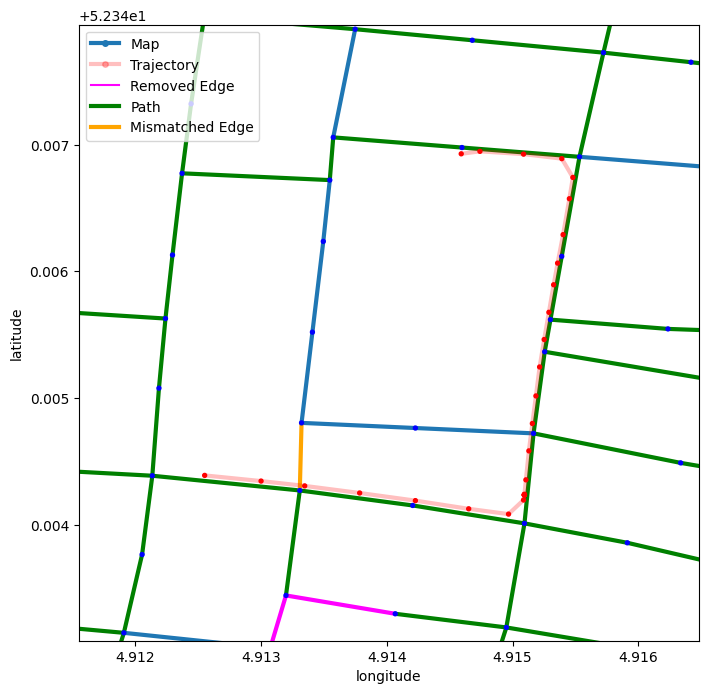 +5.234e1
Map
Trajectory
Removed Edge
Path
Mismatched Edge
0.007
0.006
0.005
0.004
latitude
4.912 4.913 4.914 4.915 4.916
longitude